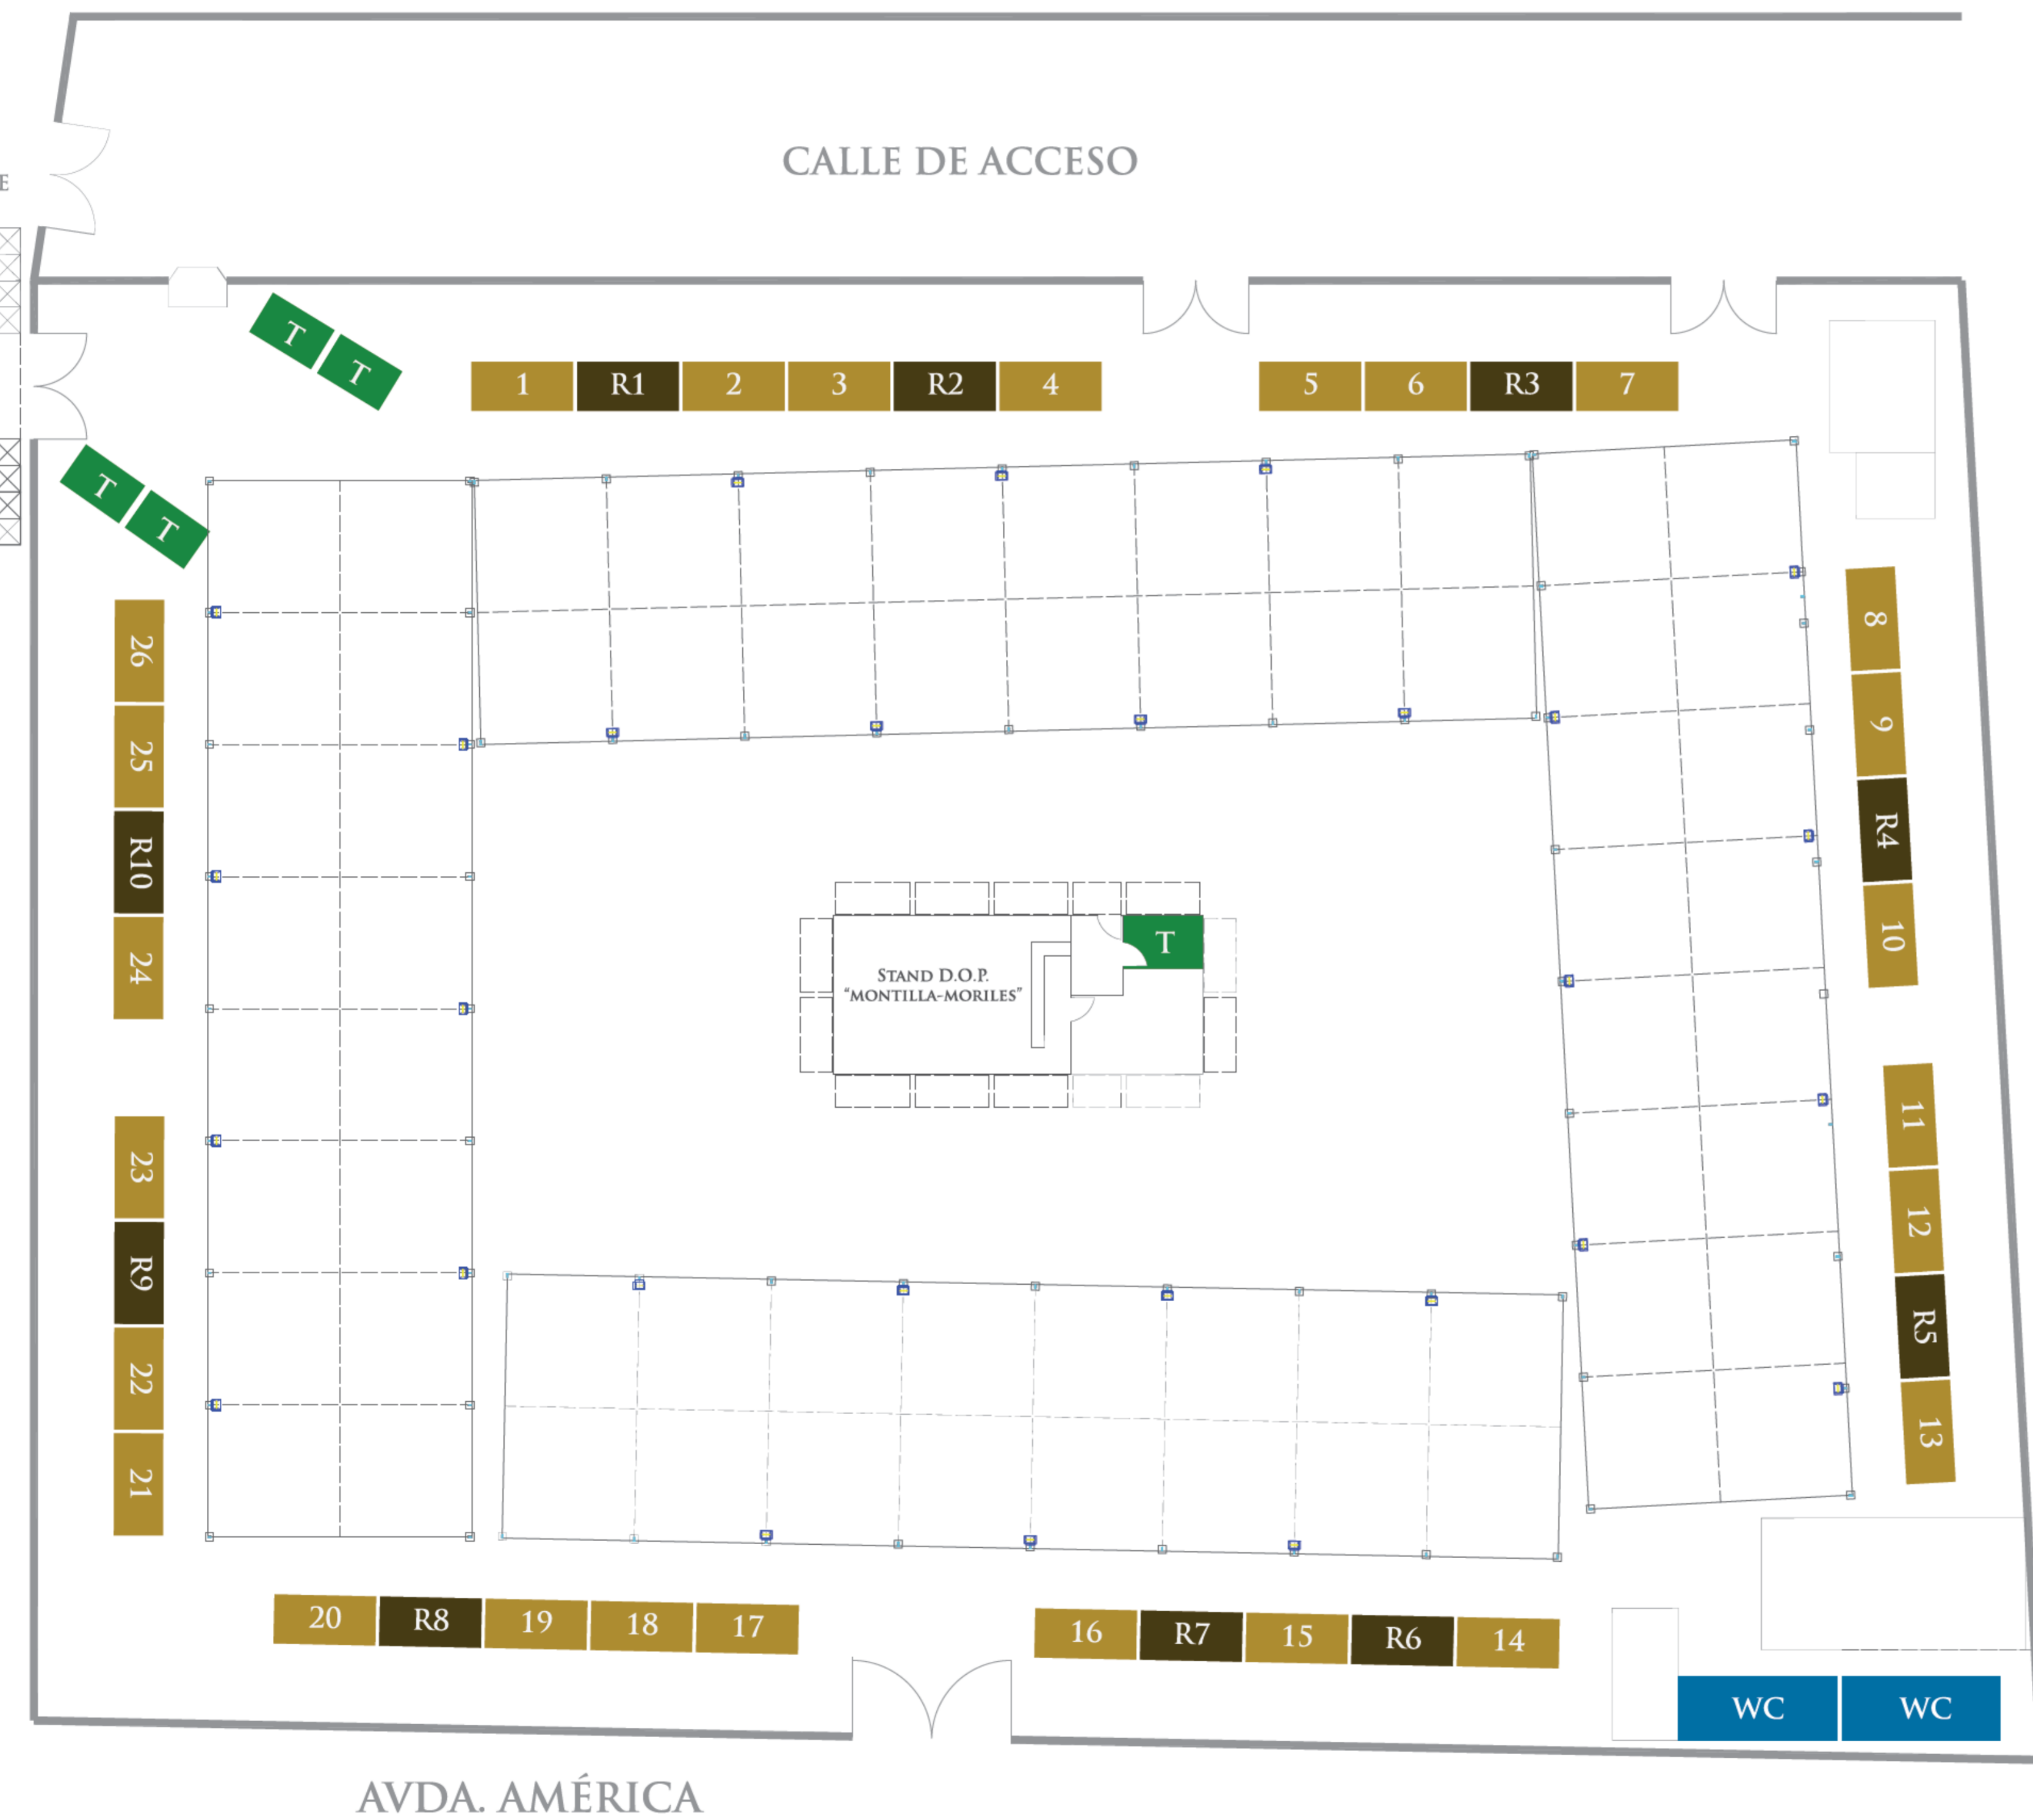 CALLE DE ACCESO
E
T
T
1 R1 2 3 R2 4
5 6 R3 7
T
T
26
25
R10
24
8
9
R4
10
T
STAND D.O.P.
"MONTILLA-MORILES"
23
R9
22
21
11
12
R5
13
20 R8 19 18 17
16 R7 15 R6 14
WC WC
AVDA. AMÉRICA